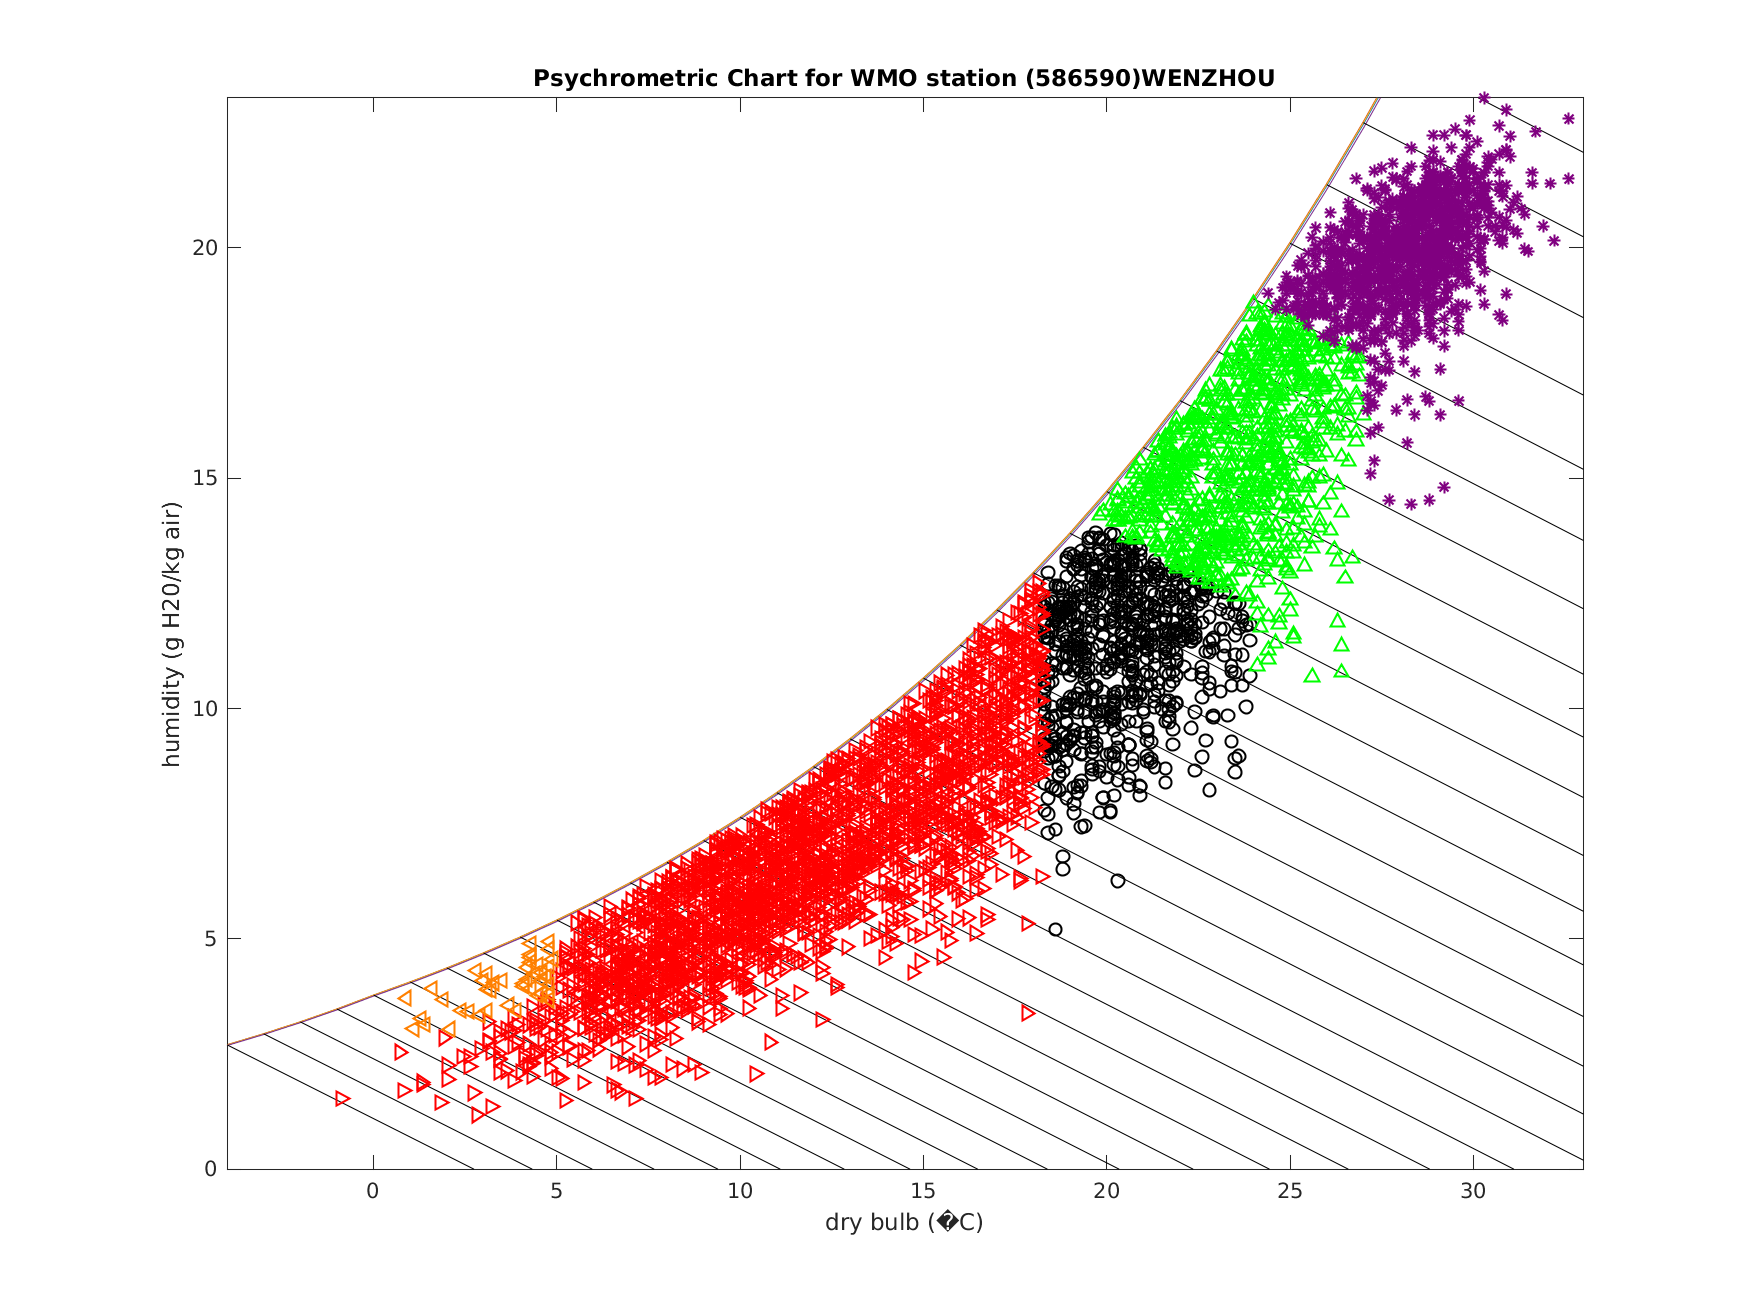 Psychrometric Chart for WMO station (586590)WENZHOU
humidity (g H20/kg air)
20
15
10
5
0
0 5 10 15 20 25 30
dry bulb (�C)